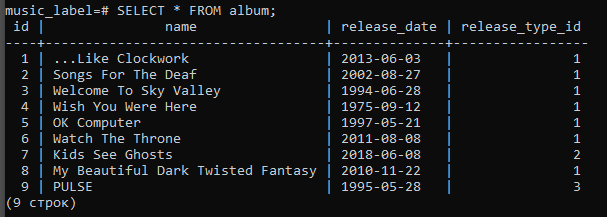 music_label=# SELECT * FROM album;
 id |                name                 | release_date | release_type_id
----+-------------------------------------+--------------+-----------------
  1 | ...Like Clockwork                   | 2013-06-03   |               1
  2 | Songs For The Deaf                  | 2002-08-27   |               1
  3 | Welcome To Sky Valley               | 1994-06-28   |               1
  4 | Wish You Were Here                  | 1975-09-12   |               1
  5 | OK Computer                         | 1997-05-21   |               1
  6 | Watch The Throne                    | 2011-08-08   |               1
  7 | Kids See Ghosts                     | 2018-06-08   |               2
  8 | My Beautiful Dark Twisted Fantasy   | 2010-11-22   |               1
  9 | PULSE                               | 1995-05-28   |               3
(9 строк)